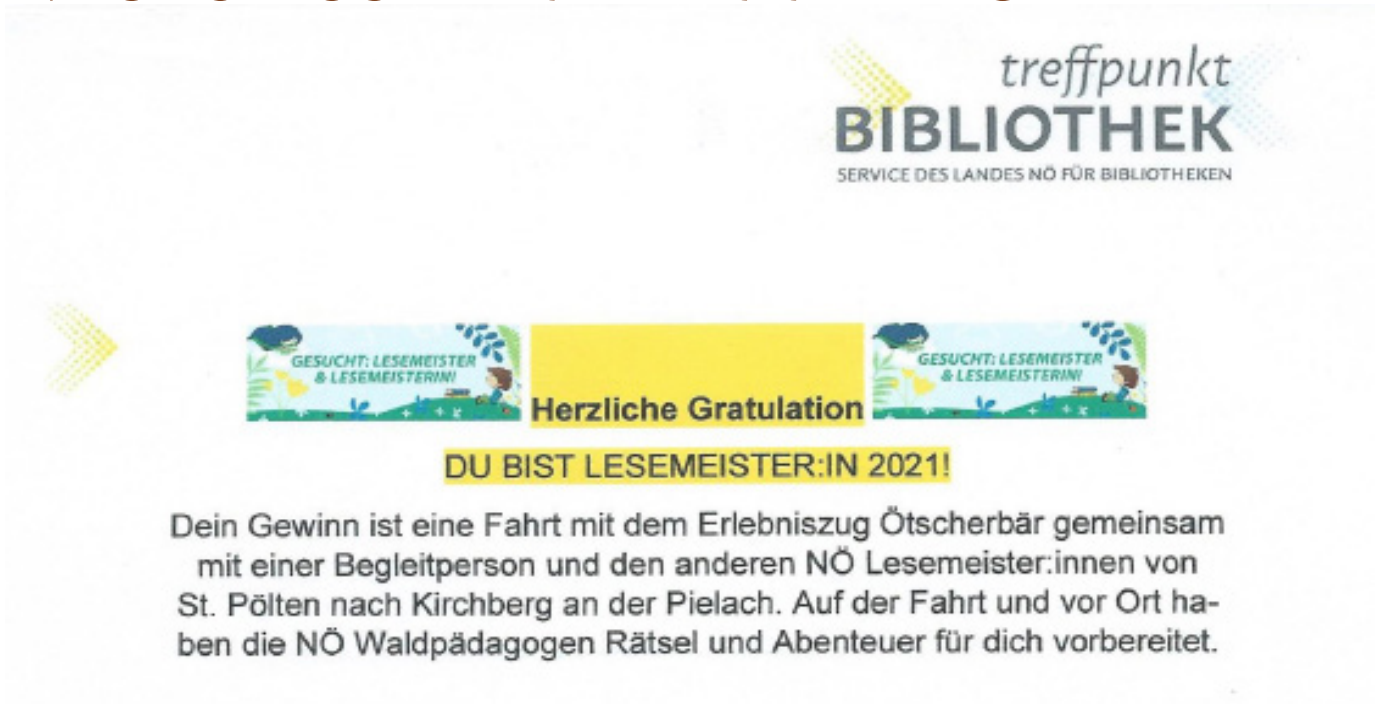 treffpunkt
BIBLIOTHEK
SERVICE DES LANDES NÖ FÜR BIBLIOTHEKEN
GESUCHT: LESEMEISTER
& LESEMEISTERIN!
Herzliche Gratulation
GESUCHT: LESEMEISTER
& LESEMEISTERIN!
DU BIST LESEMEISTER:IN 2021!
Dein Gewinn ist eine Fahrt mit dem Erlebniszug Ötscherbär gemeinsam
mit einer Begleitperson und den anderen NÖ Lesemeister:innen von
St. Pölten nach Kirchberg an der Pielach. Auf der Fahrt und vor Ort ha-
ben die NÖ Waldpädagogen Rätsel und Abenteuer für dich vorbereitet.